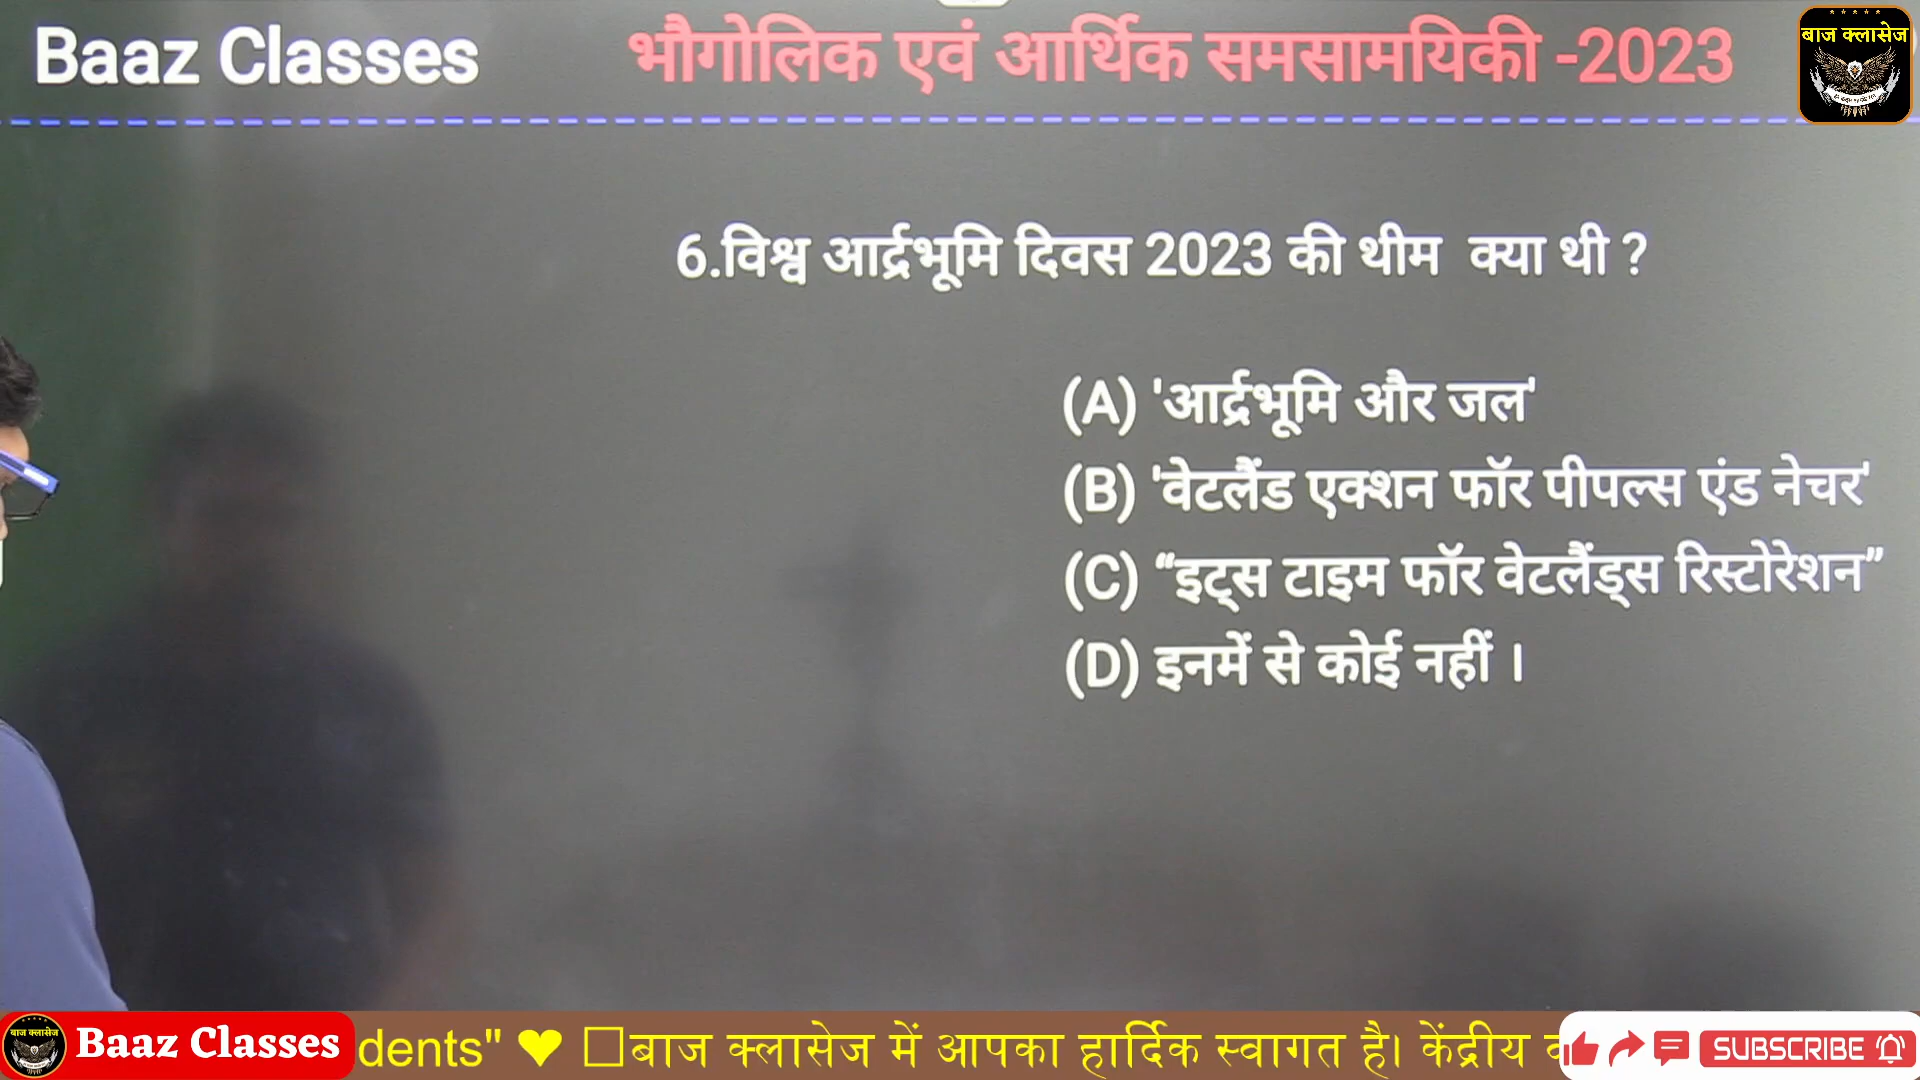 Baaz Classes
भौगोलिक एवं आर्थिक समसामयिकी -2023
बाज क्लासेज
6.विश्व आर्द्रभूमि दिवस 2023 की थीम क्या थी ?
(A) 'आर्द्रभूमि और जल'
(B) 'वेटलैंड एक्शन फॉर पीपल्स एंड नेचर'
(C) “इट्स टाइम फॉर वेटलैंड्स रिस्टोरेशन”
(D) इनमें से कोई नहीं ।
बाज क्लासेज
Baaz Classes
dents" ♥ □बाज क्लासेज में आपका हार्दिक स्वागत है। केंद्रीय
SUBSCRIBE